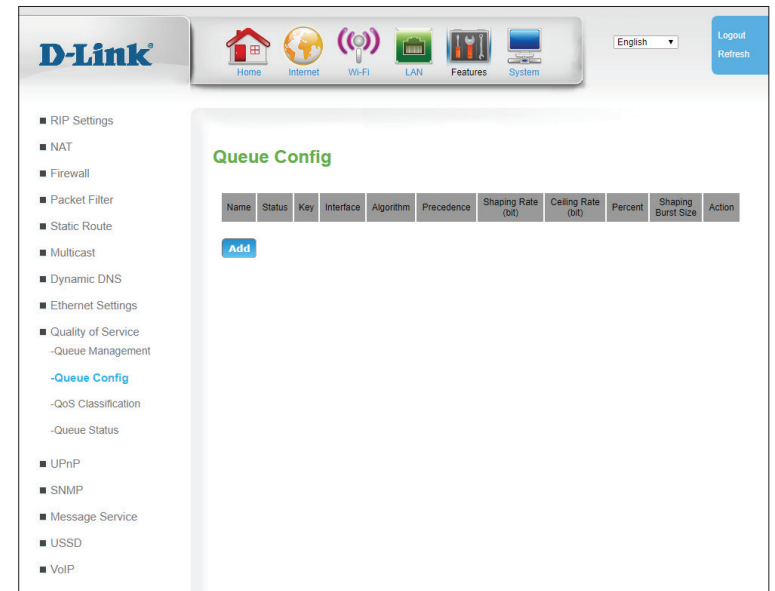 D-Link
Home Internet Wi-Fi LAN Features System
English
Logout
Refresh
RIP Settings
NAT
Firewall
Packet Filter
Static Route
Multicast
Dynamic DNS
Ethernet Settings
Quality of Service
-Queue Management
-Queue Config
-QoS Classification
-Queue Status
UPnP
SNMP
Message Service
USSD
VoIP
Queue Config
Name Status Key Interface Algorithm Precedence Shaping Rate (bit) Ceiling Rate (bit) Percent Shaping Burst Size Action
Add